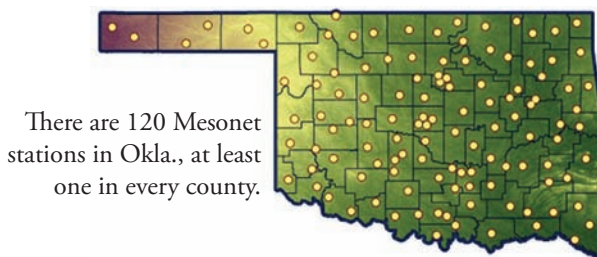 There are 120 Mesonet
stations in Okla., at least
one in every county.